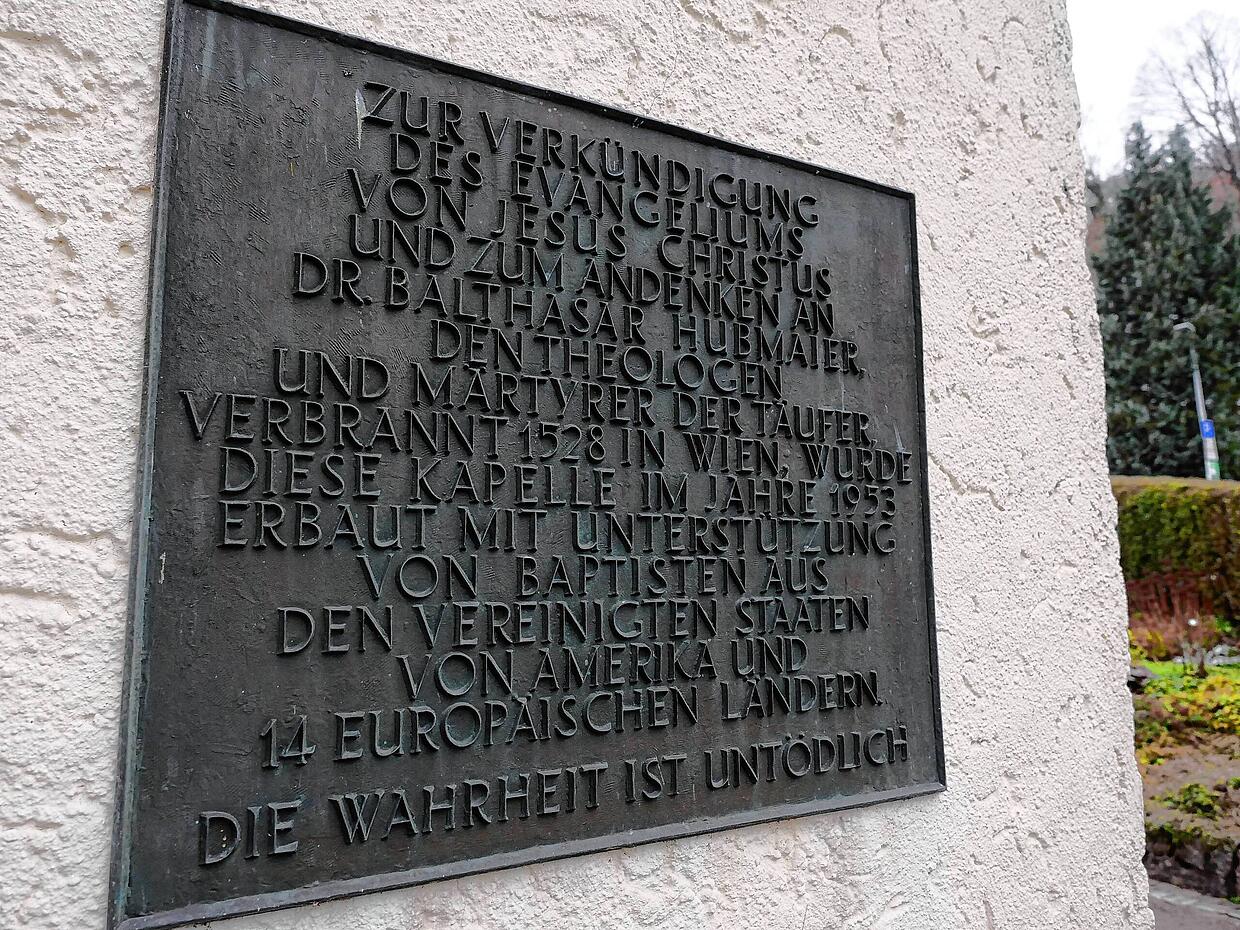 ZUR VERKÜNDIGUNG
DES EVANGELIUMS
VON JESUS CHRISTUS
UND ZUM ANDENKEN AN
DR. BALTHASAR HUBMAIER,
DEN THEOLOGEN
UND MÄRTYRER DER TÄUFER,
VERBRANNT 1528 IN WIEN, WURDE
DIESE KAPELLE IM JAHRE 1953
ERBAUT MIT UNTERSTÜTZUNG
VON BAPTISTEN AUS
DEN VEREINIGTEN STAATEN
VON AMERIKA UND
14 EUROPÄISCHEN LÄNDERN.
DIE WAHRHEIT IST UNTÖDLICH